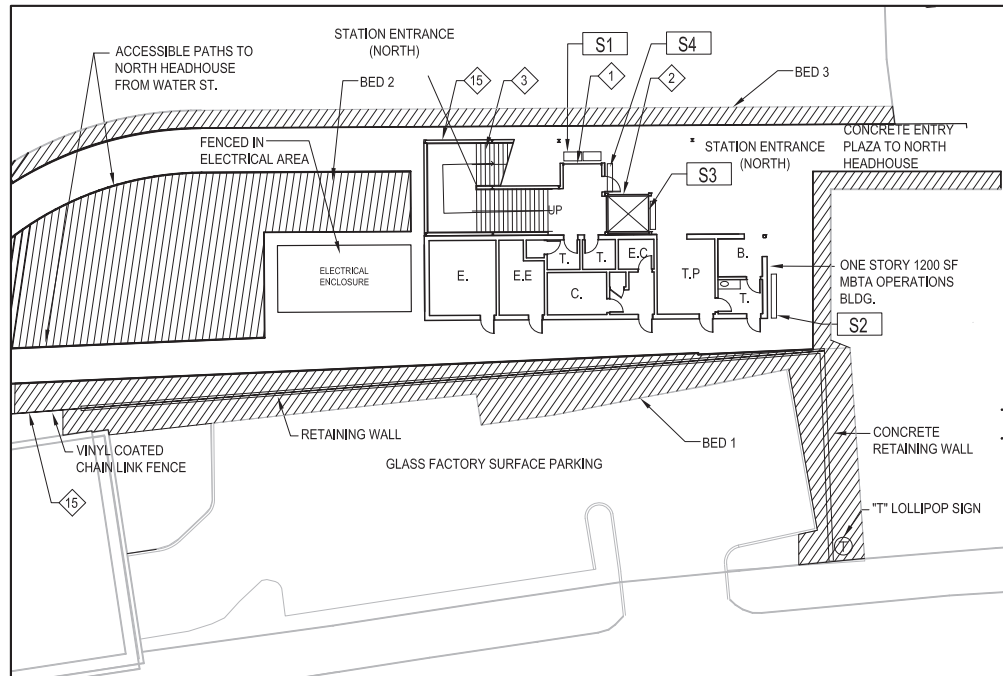 STATION ENTRANCE
(NORTH)
S1
S4
ACCESSIBLE PATHS TO
NORTH HEADHOUSE
FROM WATER ST.
BED 2
15
3
1
2
BED 3
FENCED IN
ELECTRICAL AREA
STATION ENTRANCE
(NORTH)
CONCRETE ENTRY
PLAZA TO NORTH
HEADHOUSE
S3
UP
ELECTRICAL
ENCLOSURE
E.
E.E
T.
T.
E.C
C.
T.P
B.
T.
ONE STORY 1200 SF
MBTA OPERATIONS
BLDG.
S2
RETAINING WALL
BED 1
VINYL COATED
CHAIN LINK FENCE
15
GLASS FACTORY SURFACE PARKING
CONCRETE
RETAINING WALL
"T" LOLLIPOP SIGN
T